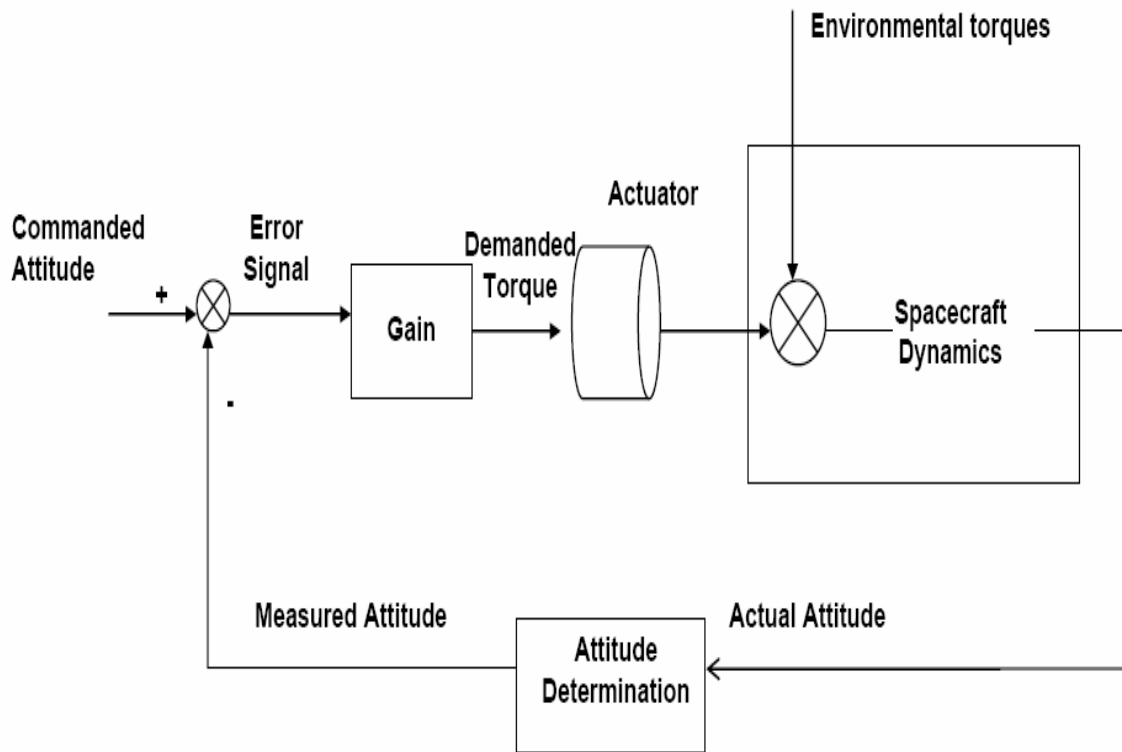 Environmental torques
Actuator
Commanded
Attitude
Error
Signal
Demanded
Torque
+
Gain
Spacecraft
Dynamics
-
Measured Attitude
Actual Attitude
Attitude
Determination